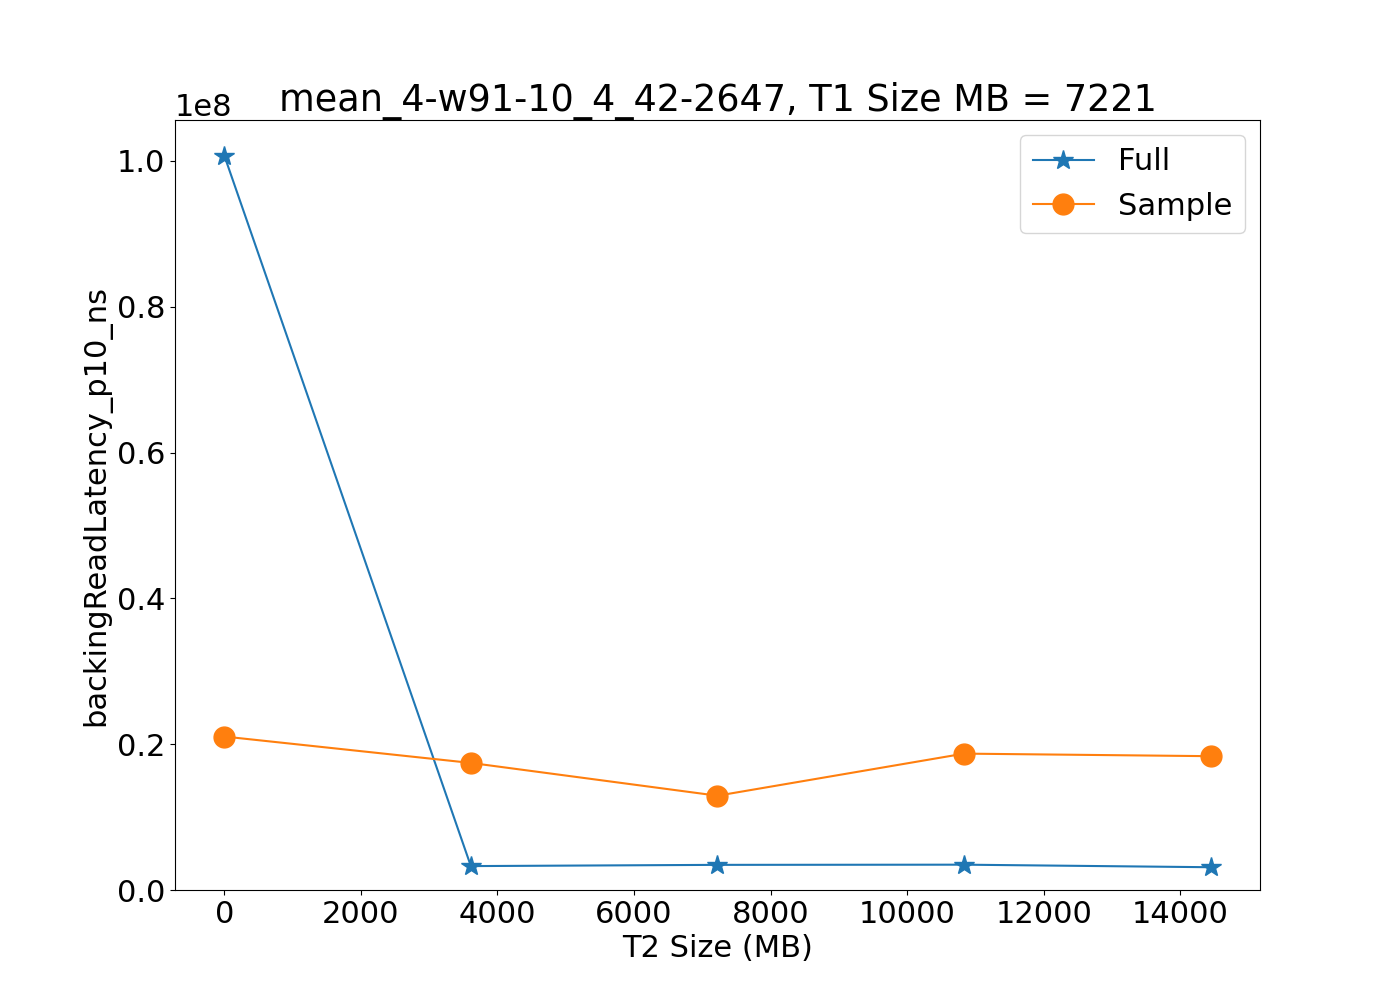 mean_4-w91-10_4_42-2647, T1 Size MB = 7221
1e8
Full
Sample
1.0
0.8
0.6
0.4
0.2
0.0
backingReadLatency_p10_ns
0 2000 4000 6000 8000 10000 12000 14000
T2 Size (MB)